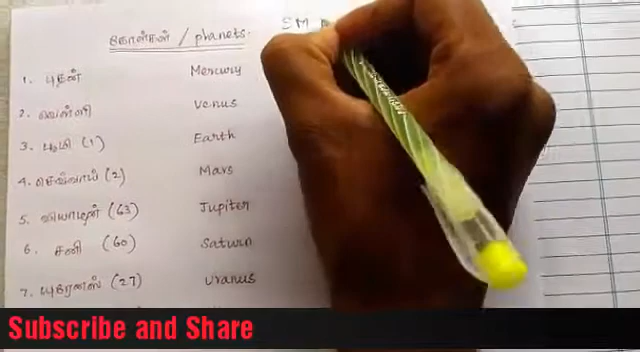 கோள்கள் / planets.
SM
1. புதன் Mercury
2. வெள்ளி Venus
3. பூமி (1) Earth
4. செவ்வாய் (2) Mars
5. வியாழன் (63) Jupiter
6. சனி (60) Saturn
7. யுரேனஸ் (27) Uranus
Subscribe and Share